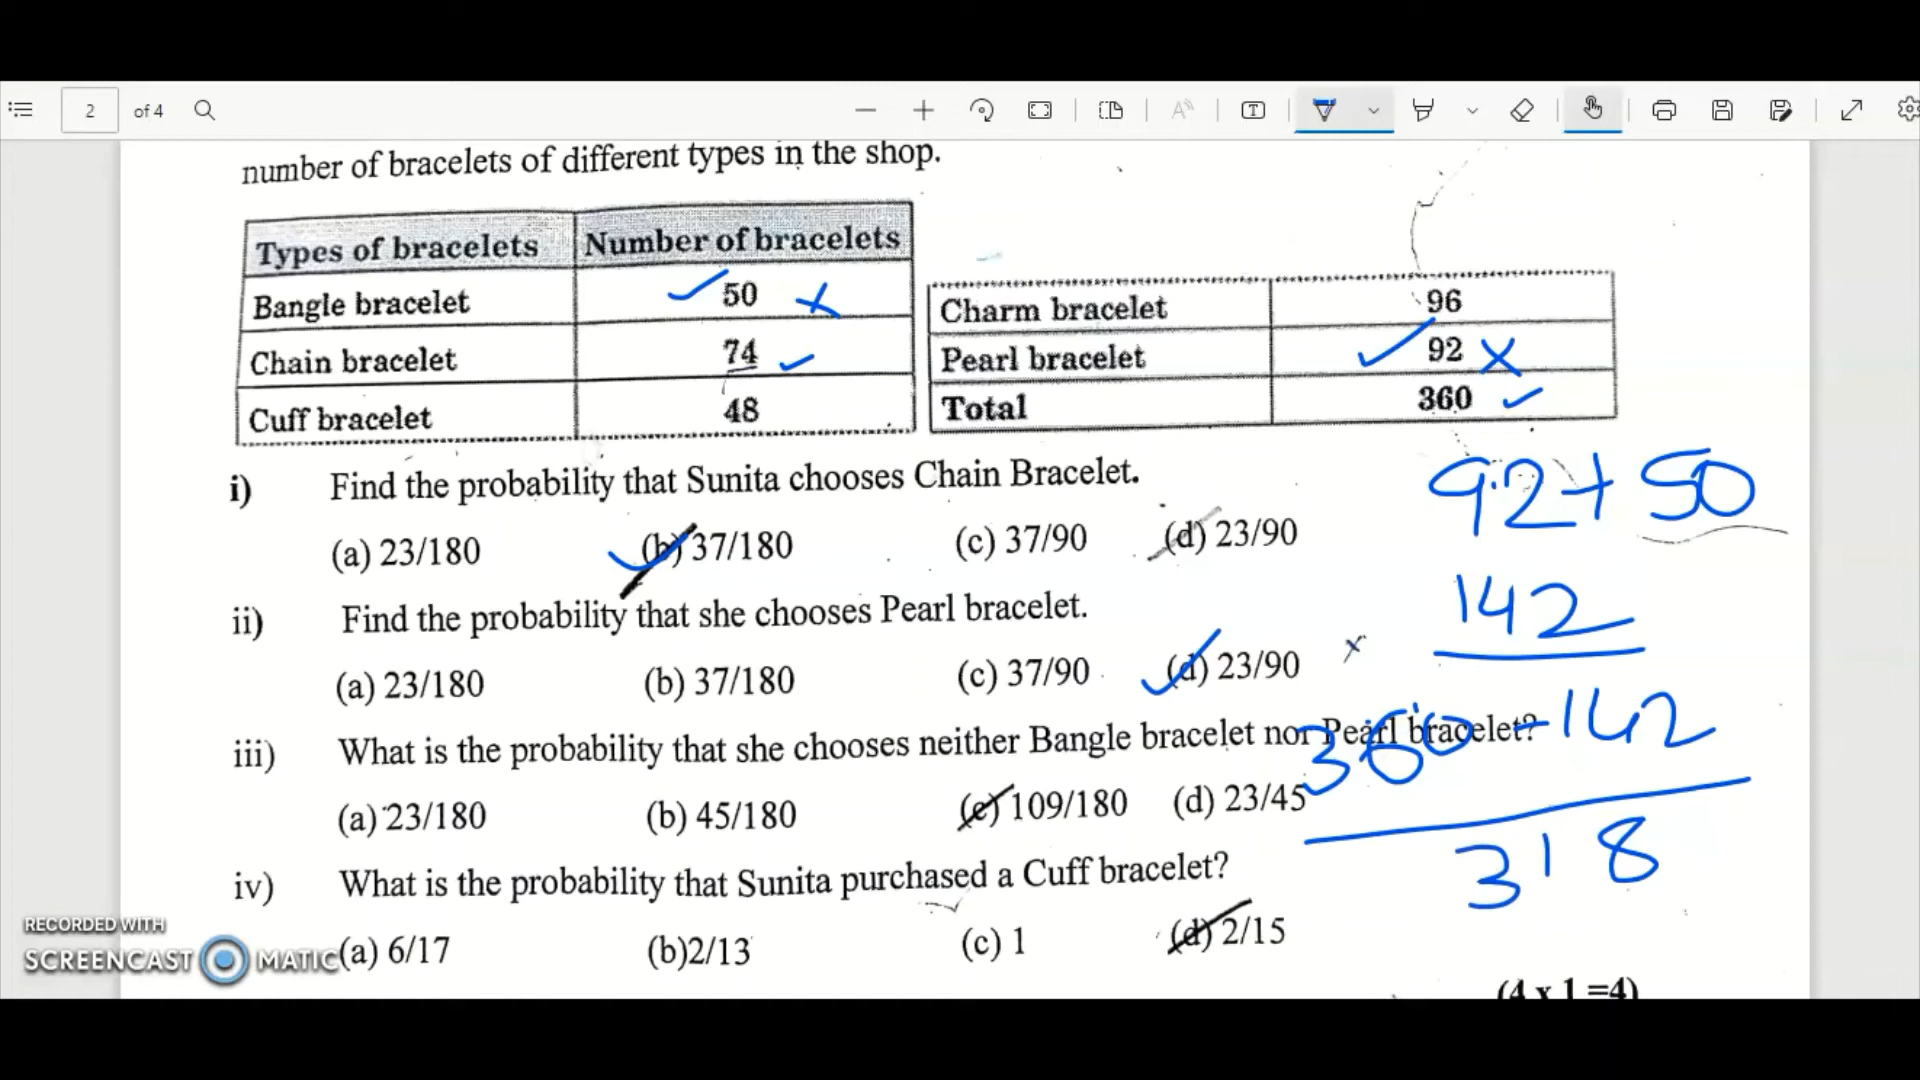 2 of 4
number of bracelets of different types in the shop.
Types of bracelets Number of bracelets
Bangle bracelet 50
Chain bracelet 74
Cuff bracelet 48
Charm bracelet 96
Pearl bracelet 92
Total 360
92+50
142
360-142
318
i) Find the probability that Sunita chooses Chain Bracelet.
(a) 23/180 (b) 37/180 (c) 37/90 (d) 23/90
ii) Find the probability that she chooses Pearl bracelet.
(a) 23/180 (b) 37/180 (c) 37/90 (d) 23/90
iii) What is the probability that she chooses neither Bangle bracelet nor Pearl bracelet?
(a) 23/180 (b) 45/180 (c) 109/180 (d) 23/45
iv) What is the probability that Sunita purchased a Cuff bracelet?
(a) 6/17 (b)2/13 (c) 1 (d) 2/15
(4 x 1 =4)
RECORDED WITH
SCREENCAST MATIC